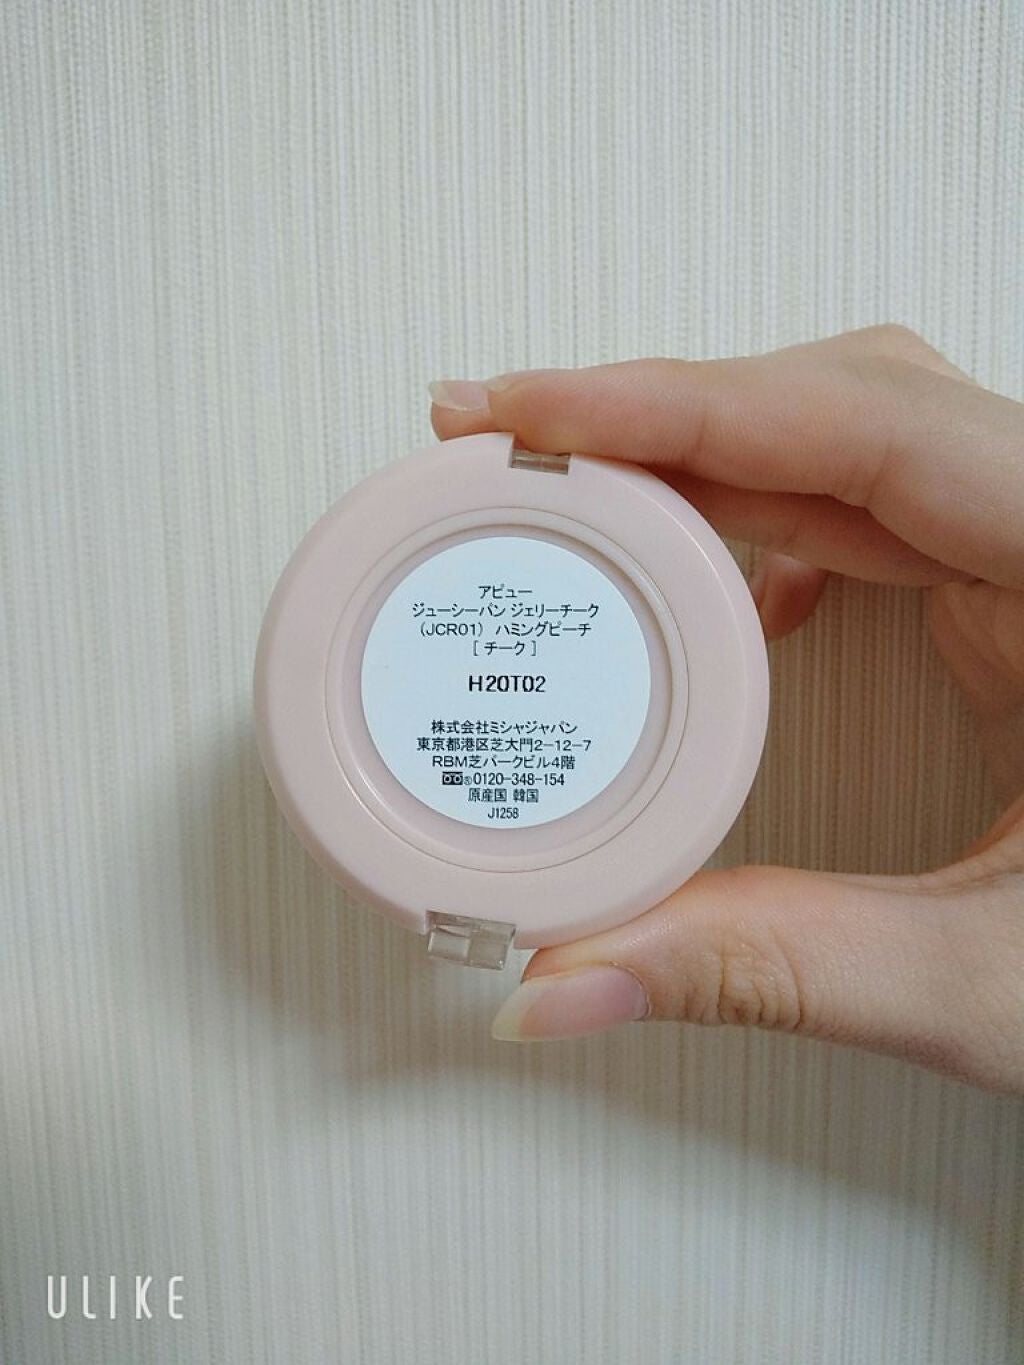 アピュー
ジューシーパン ジェリーチーク
（JCR01） ハミングピーチ
［ チーク ］
H20T02
株式会社ミシャジャパン
東京都港区芝大門2-12-7
RBM芝パークビル4階
®0120-348-154
原産国 韓国
J1258
ULIKE